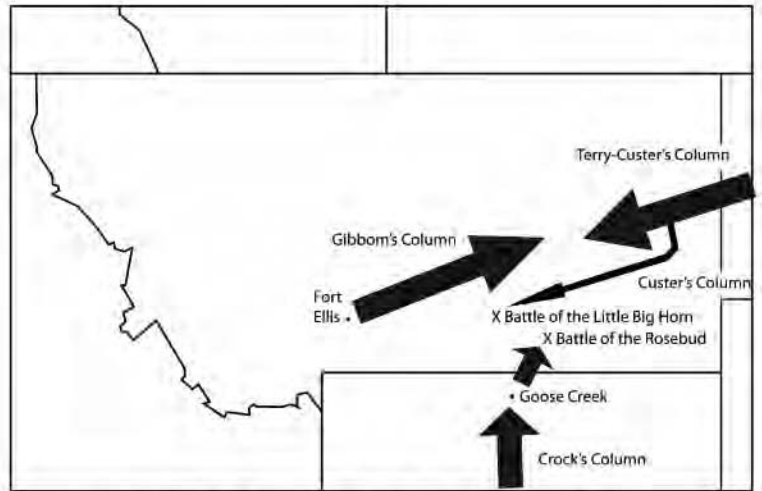 Terry-Custer's Column
Gibbom's Column
Custer's Column
Fort
Ellis
X Battle of the Little Big Horn
X Battle of the Rosebud
Goose Creek
Crock's Column